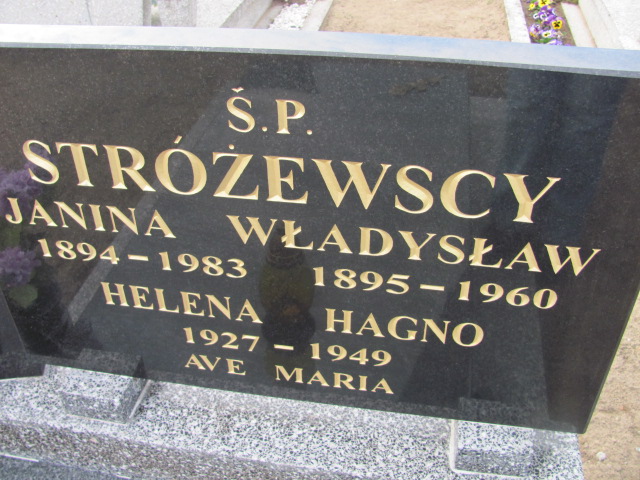 Š.P.
STRÓŻEWSCY
JANINA WŁADYSŁAW
1894-1983 1895-1960
HELENA HAGNO
1927-1949
AVE MARIA